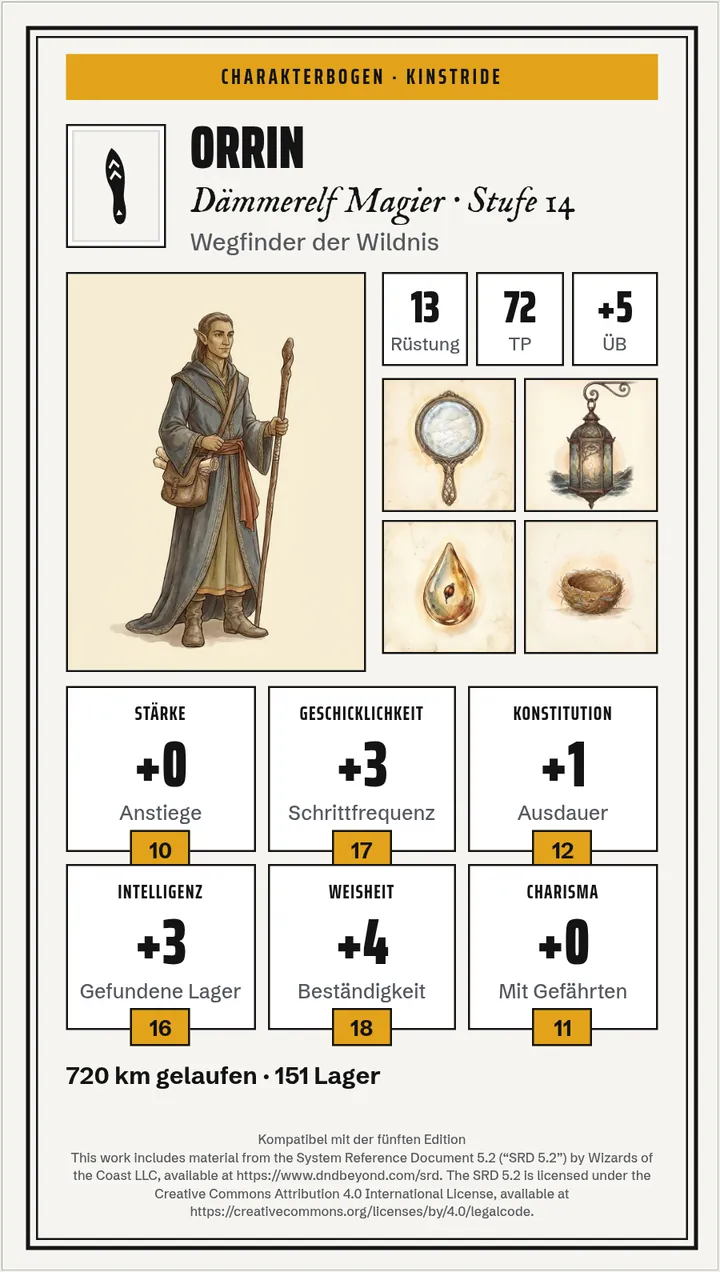 CHARAKTERBOGEN · KINSTRIDE
ORRIN
Dämmerelf Magier · Stufe 14
Wegfinder der Wildnis
13
Rüstung
72
TP
+5
ÜB
STÄRKE
+0
Anstiege
10
GESCHICKLICHKEIT
+3
Schrittfrequenz
17
KONSTITUTION
+1
Ausdauer
12
INTELLIGENZ
+3
Gefundene Lager
16
WEISHEIT
+4
Beständigkeit
18
CHARISMA
+0
Mit Gefährten
11
720 km gelaufen · 151 Lager
Kompatibel mit der fünften Edition
This work includes material from the System Reference Document 5.2 (“SRD 5.2”) by Wizards of
the Coast LLC, available at https://www.dndbeyond.com/srd. The SRD 5.2 is licensed under the
Creative Commons Attribution 4.0 International License, available at
https://creativecommons.org/licenses/by/4.0/legalcode.